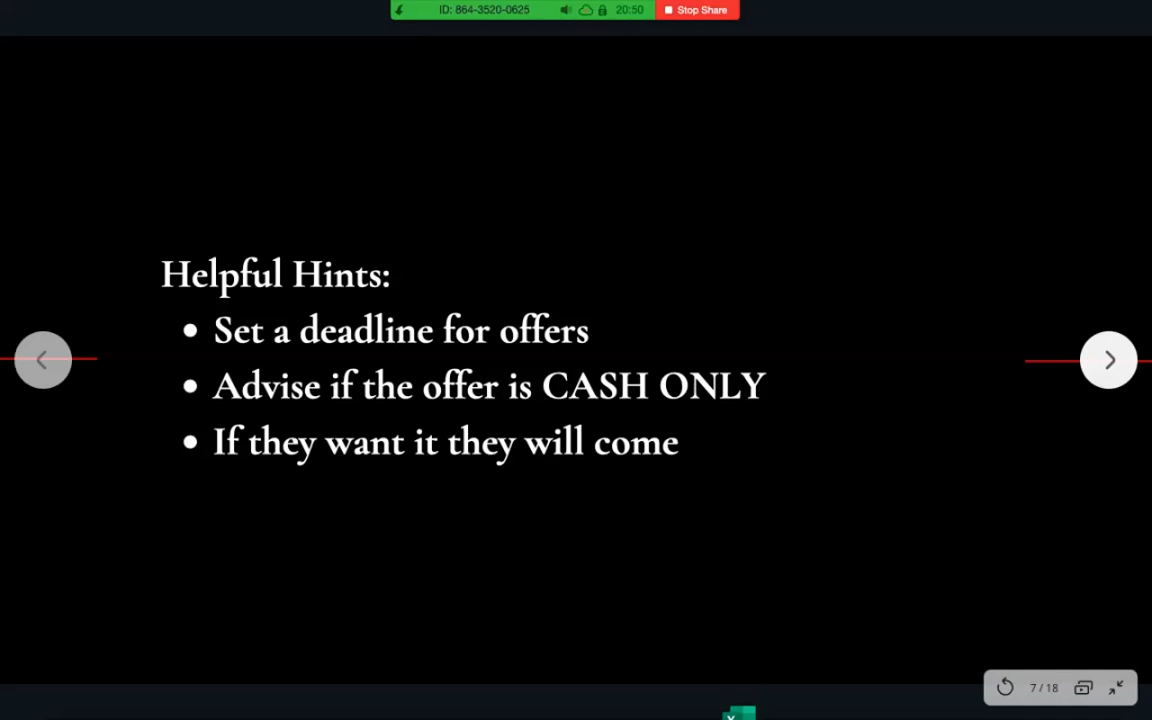 ID: 864-3520-0625 20:50 Stop Share
Helpful Hints:
• Set a deadline for offers
• Advise if the offer is CASH ONLY
• If they want it they will come
7 / 18